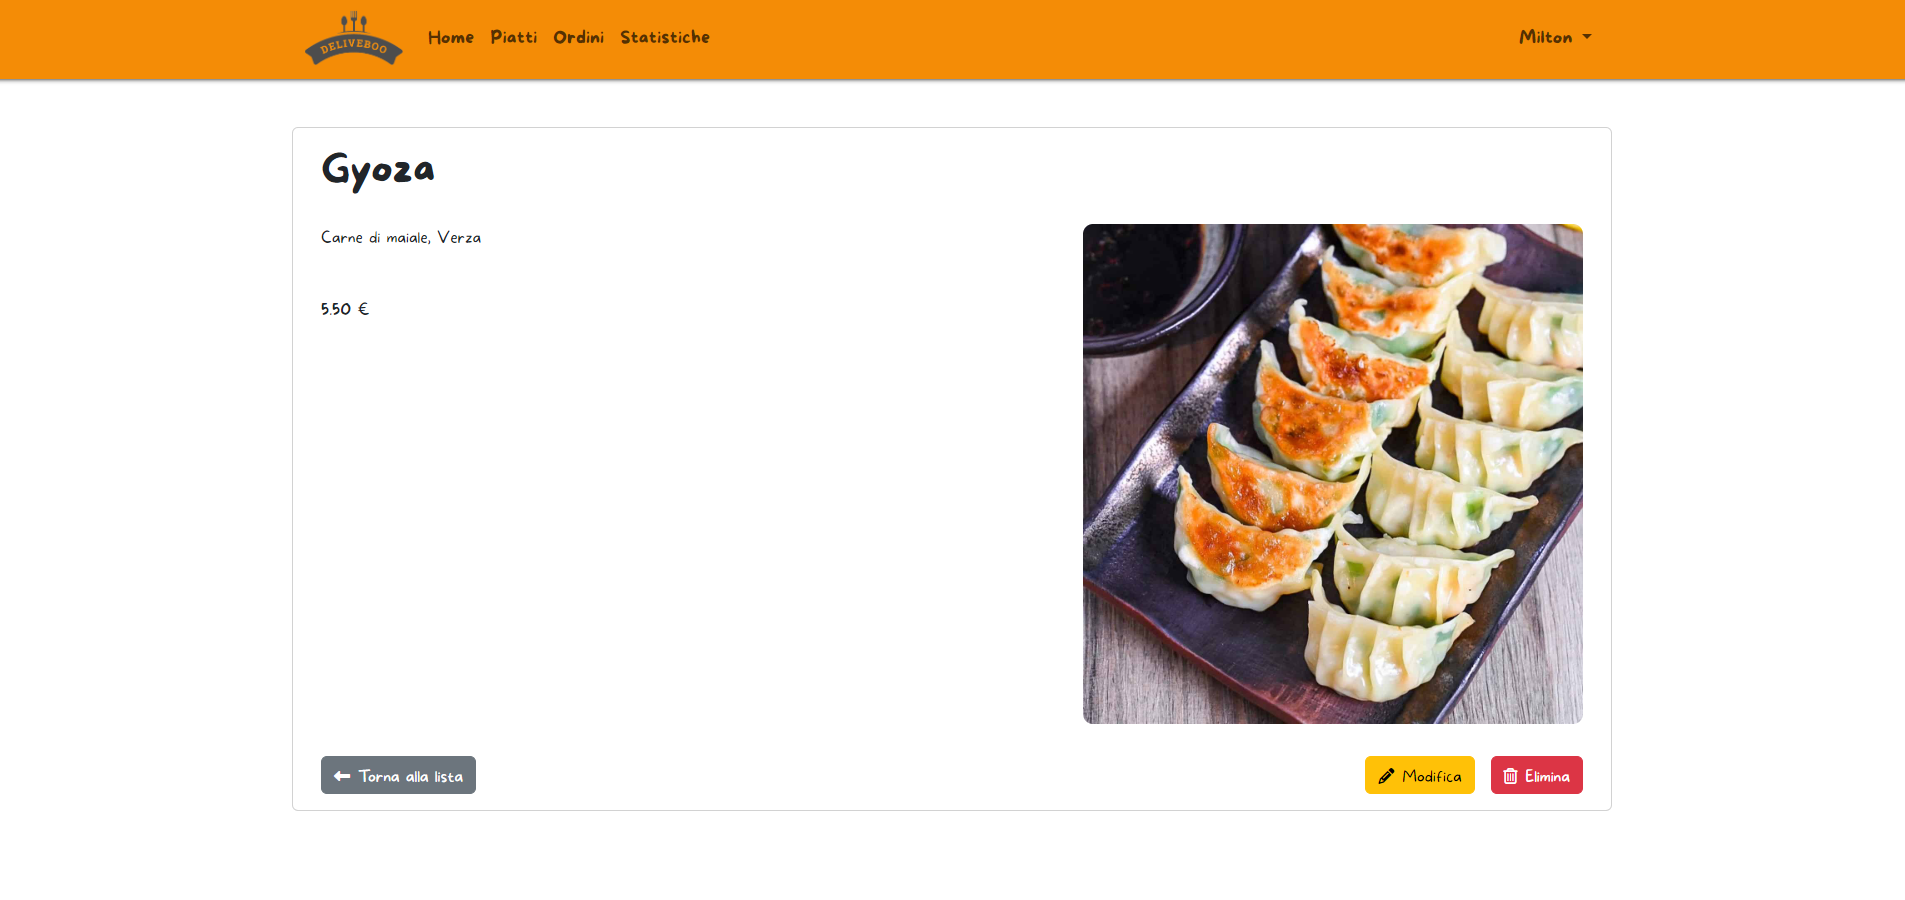 DELIVEBOO
Home Piatti Ordini Statistiche
Milton
Gyoza
Carne di maiale, Verza
5.50 €
Torna alla lista
Modifica
Elimina